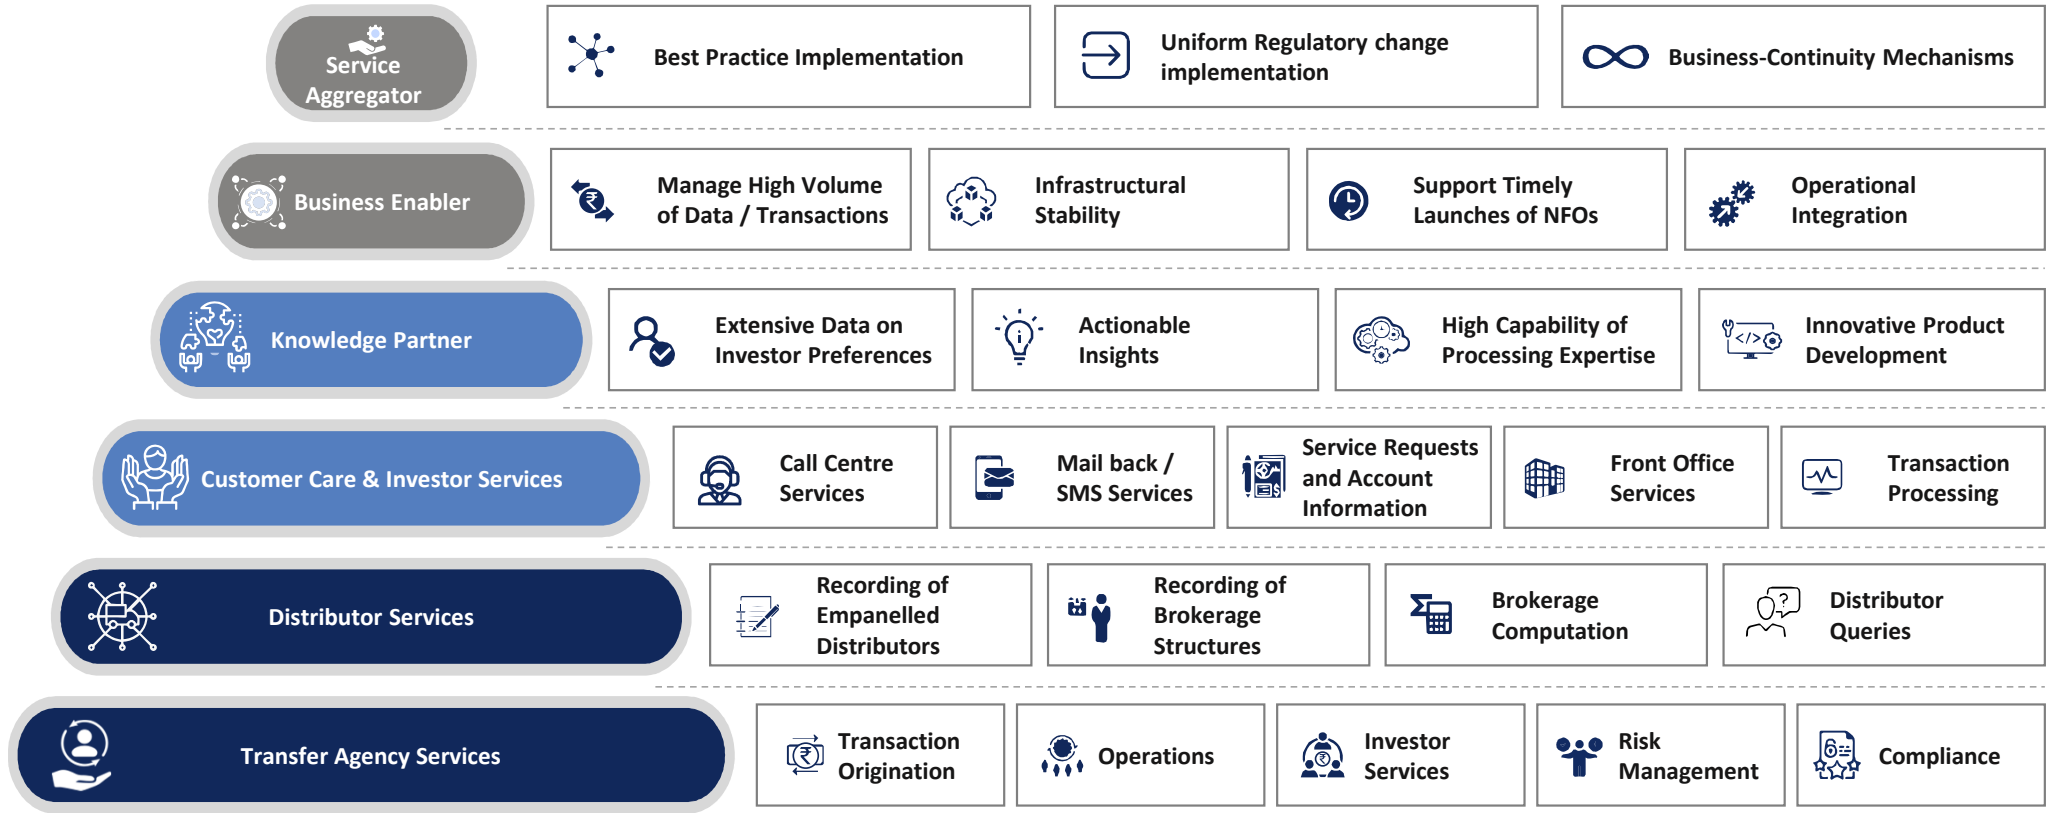 Service
Aggregator
Best Practice Implementation
Uniform Regulatory change
implementation
Business-Continuity Mechanisms
Business Enabler
Manage High Volume
of Data / Transactions
Infrastructural
Stability
Support Timely
Launches of NFOs
Operational
Integration
Knowledge Partner
Extensive Data on
Investor Preferences
Actionable
Insights
High Capability of
Processing Expertise
Innovative Product
Development
Customer Care & Investor Services
Call Centre
Services
Mail back /
SMS Services
Service Requests
and Account
Information
Front Office
Services
Transaction
Processing
Distributor Services
Recording of
Empanelled
Distributors
Recording of
Brokerage
Structures
Brokerage
Computation
Distributor
Queries
Transfer Agency Services
Transaction
Origination
Operations
Investor
Services
Risk
Management
Compliance